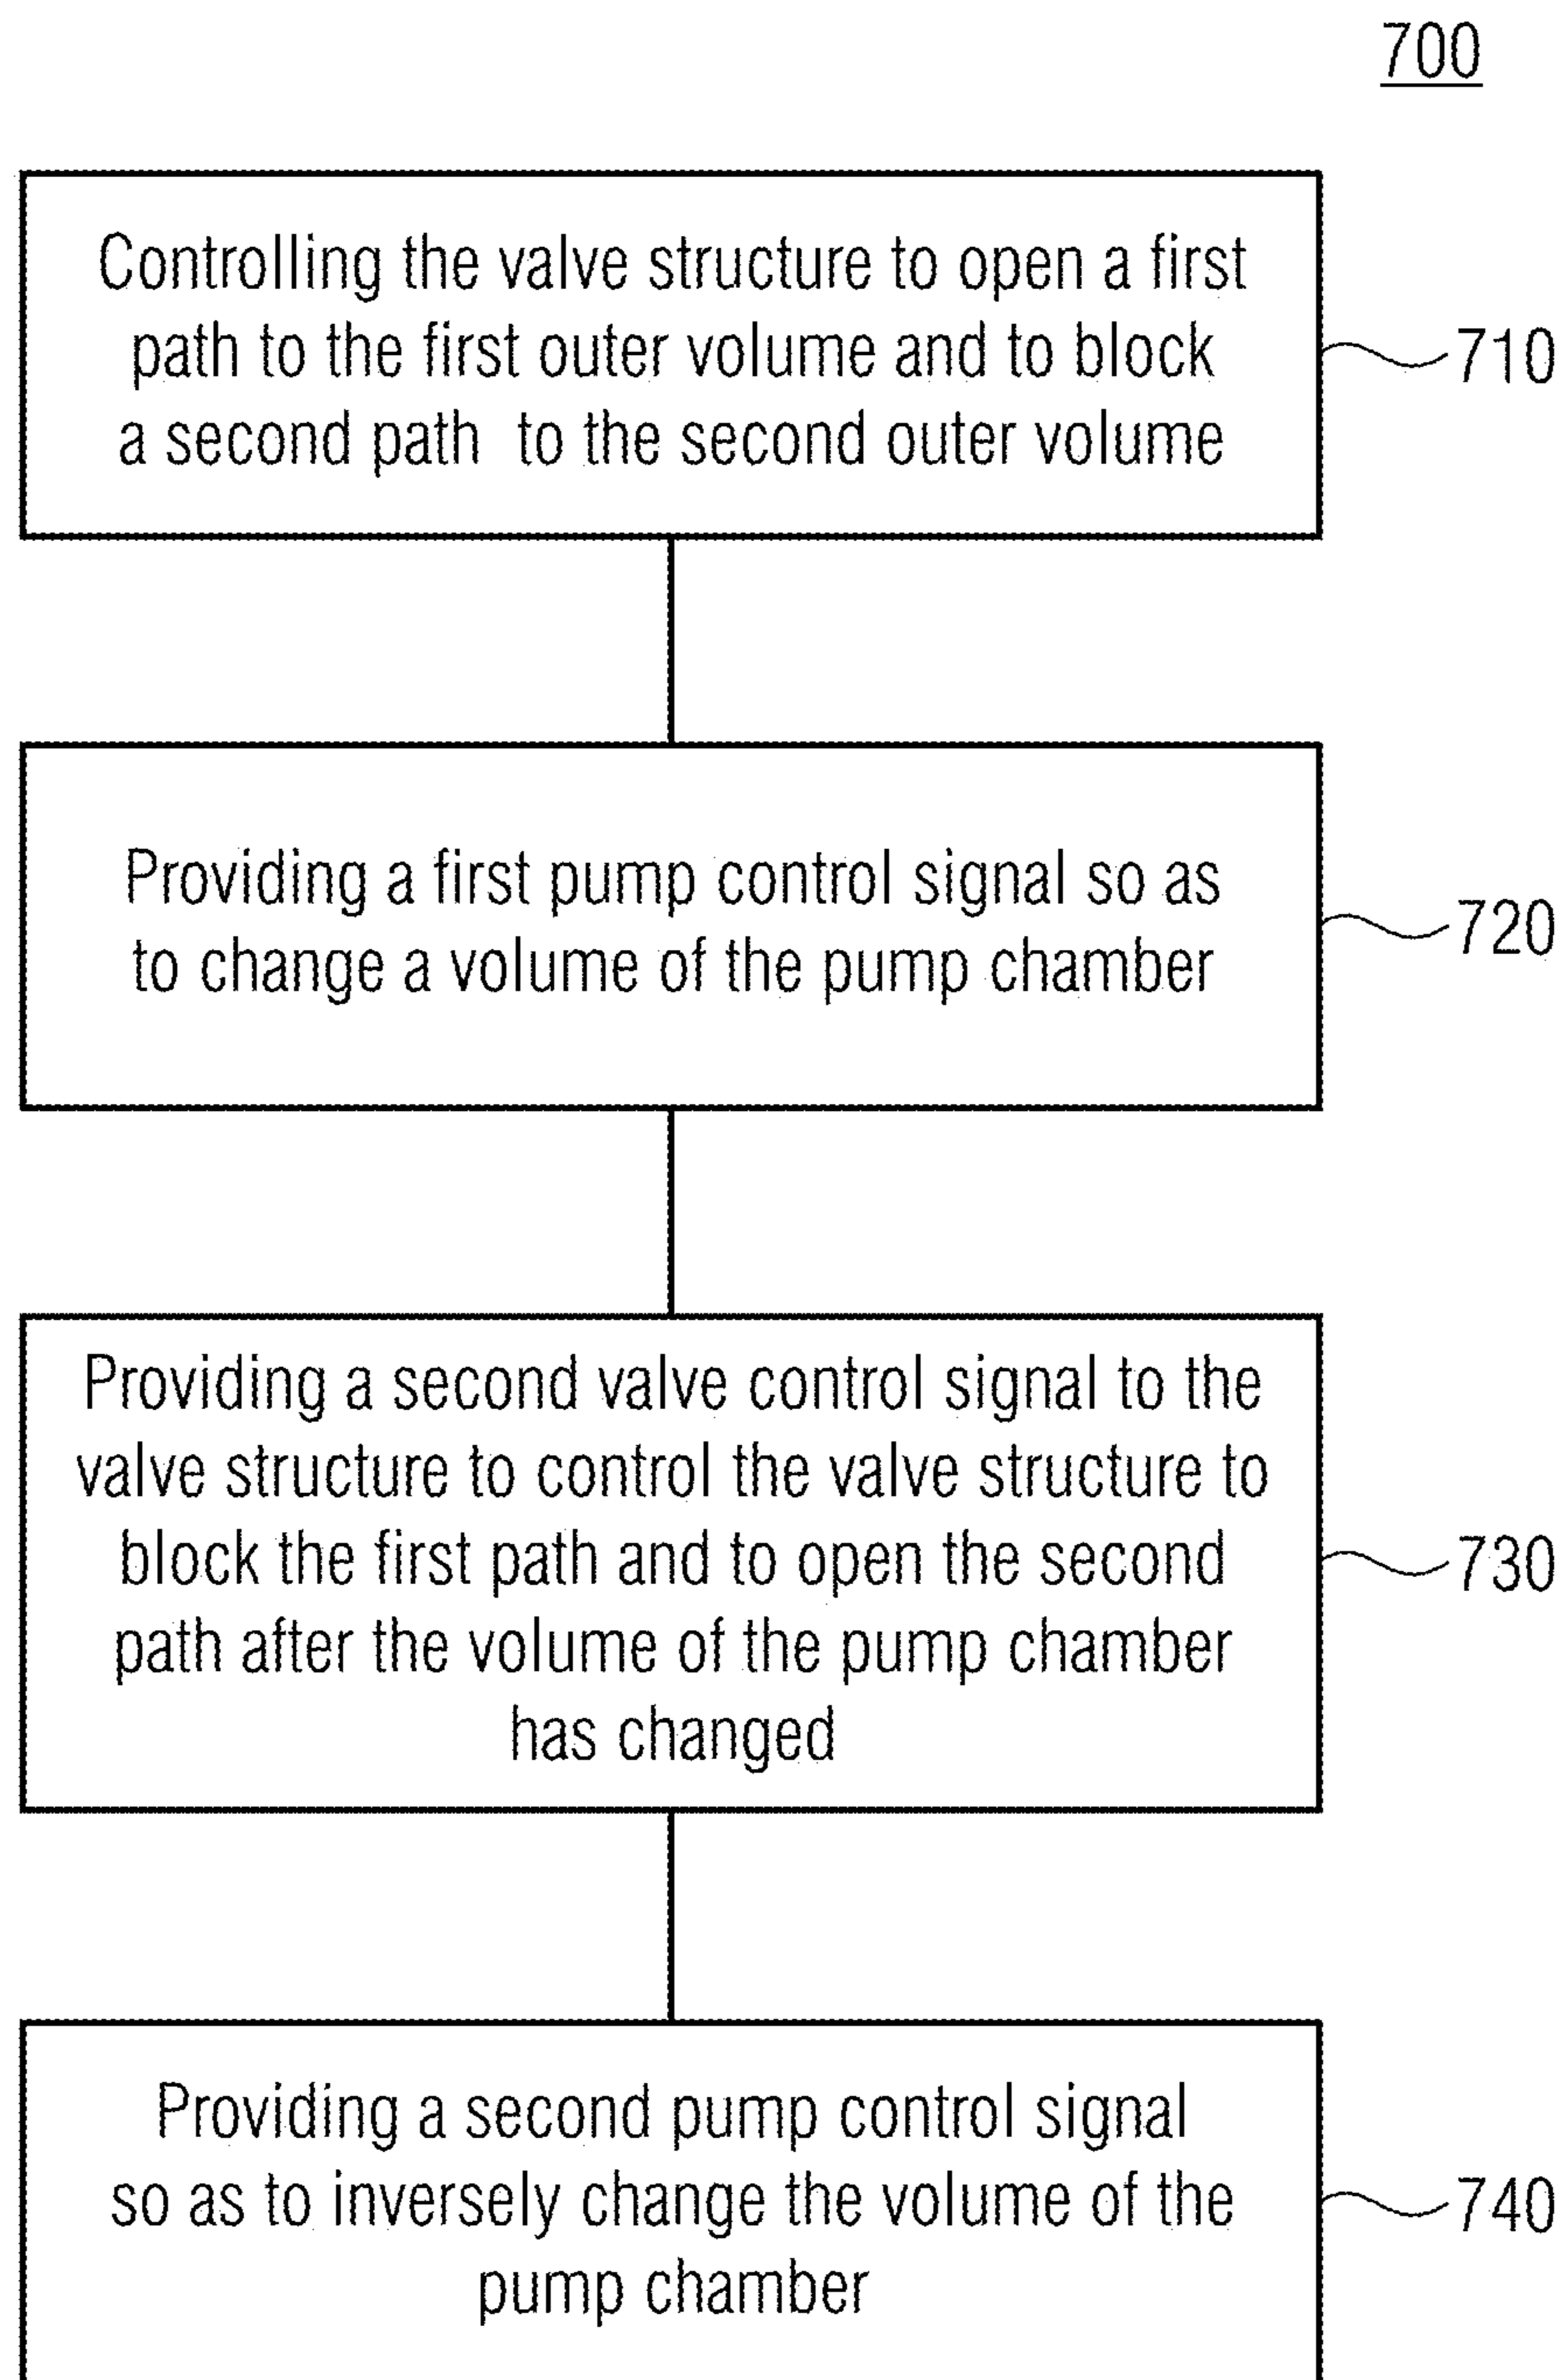 700
Controlling the valve structure to open a first
path to the first outer volume and to block
a second path to the second outer volume
710
Providing a first pump control signal so as
to change a volume of the pump chamber
720
Providing a second valve control signal to the
valve structure to control the valve structure to
block the first path and to open the second
path after the volume of the pump chamber
has changed
730
Providing a second pump control signal
so as to inversely change the volume of the
pump chamber
740